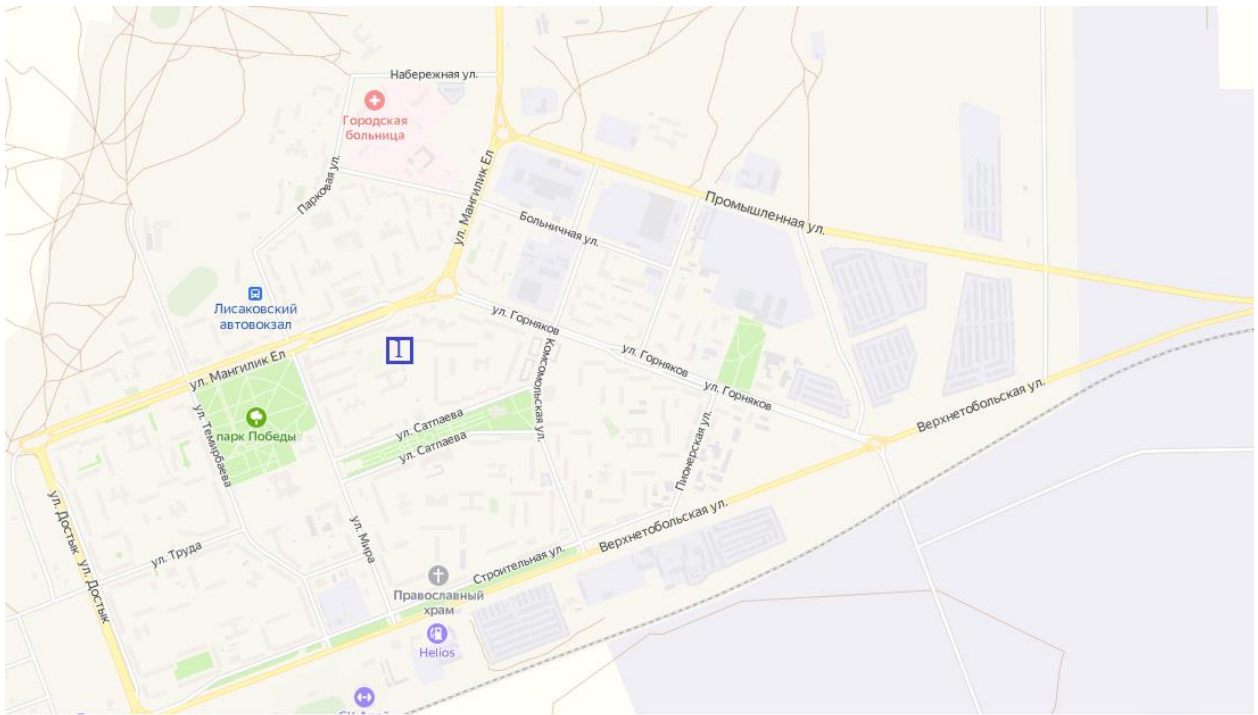 Набережная ул.
Городская
больница
Парковая ул.
ул. Мангилик Ел
Больничная ул.
Промышленная ул.
Лисаковский
автовокзал
ул. Горняков
ул. Горняков
ул. Горняков
1
ул. Мангилик Ел
Комсомольская ул.
ул. Сатпаева
ул. Сатпаева
парк Победы
ул. Темирбаева
Верхнетобольская ул.
Пионерская ул.
ул. Достык
ул. Достык
ул. Мира
ул. Труда
Верхнетобольская ул.
Строительная ул.
Православный
храм
Helios